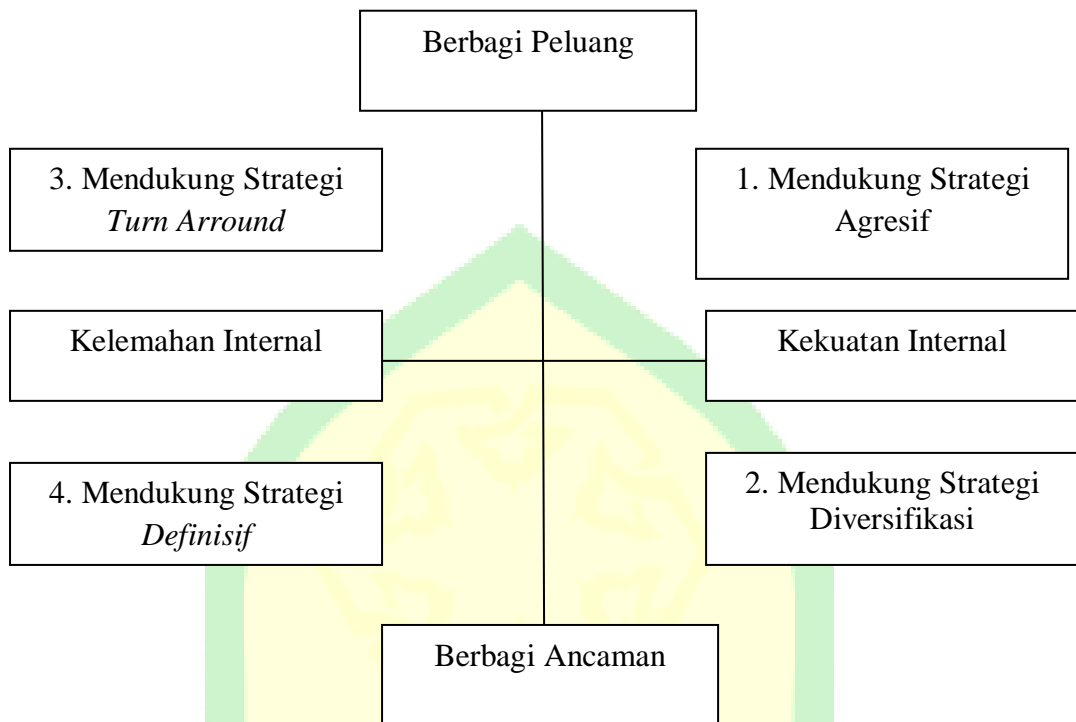 Berbagi Peluang
3. Mendukung Strategi
Turn Arround
1. Mendukung Strategi
Agresif
Kelemahan Internal
Kekuatan Internal
4. Mendukung Strategi
Definisif
2. Mendukung Strategi
Diversifikasi
Berbagi Ancaman